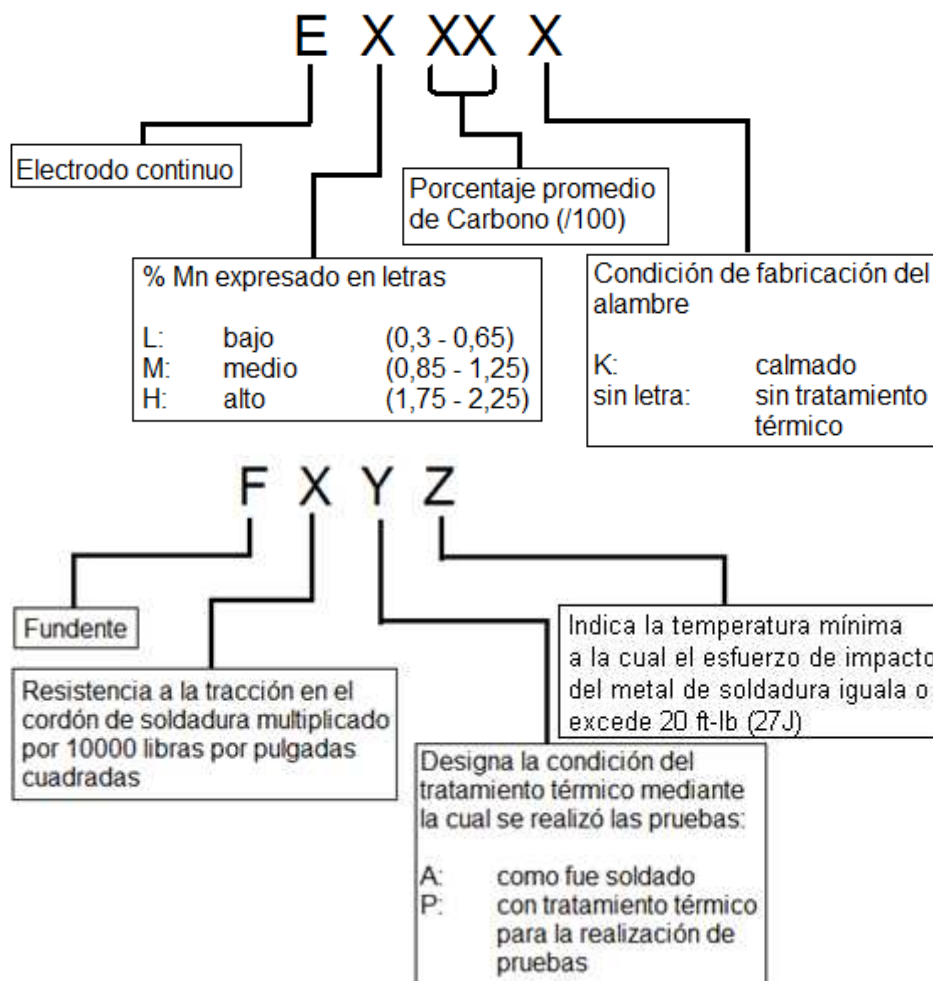 E X XX X
Electrodo continuo
Porcentaje promedio
de Carbono (/100)
% Mn expresado en letras
L: bajo (0,3 - 0,65)
M: medio (0,85 - 1,25)
H: alto (1,75 - 2,25)
Condición de fabricación del
alambre
K: calmado
sin letra: sin tratamiento
térmico
F X Y Z
Fundente
Resistencia a la tracción en el
cordón de soldadura multiplicado
por 10000 libras por pulgadas
cuadradas
Indica la temperatura mínima
a la cual el esfuerzo de impacto
del metal de soldadura iguala o
excede 20 ft-lb (27J)
Designa la condición del
tratamiento térmico mediante
la cual se realizó las pruebas:
A: como fue soldado
P: con tratamiento térmico
para la realización de
pruebas